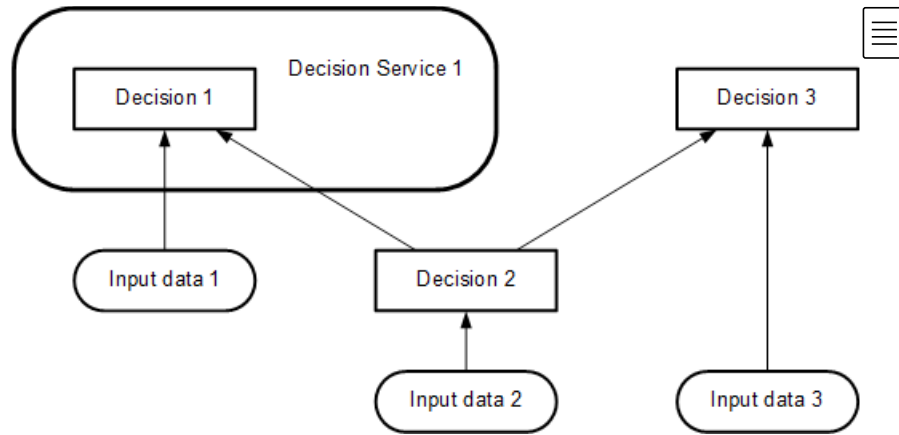 Decision Service 1
Decision 1
Decision 3
Input data 1
Decision 2
Input data 2
Input data 3